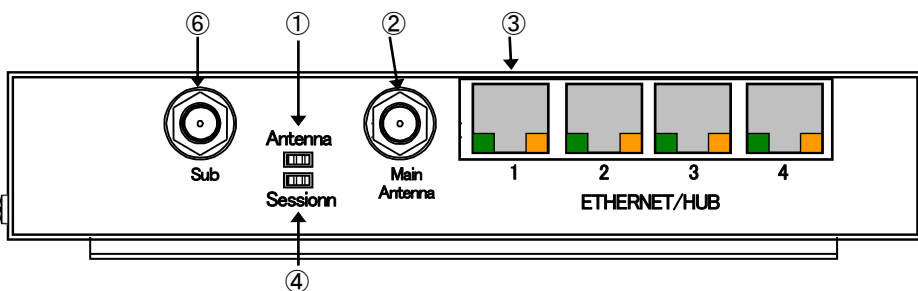 ⑥ ① ② ③
Antenna
Sub
Main
Antenna
Sessionn
1 2 3 4
ETHERNET/HUB
④